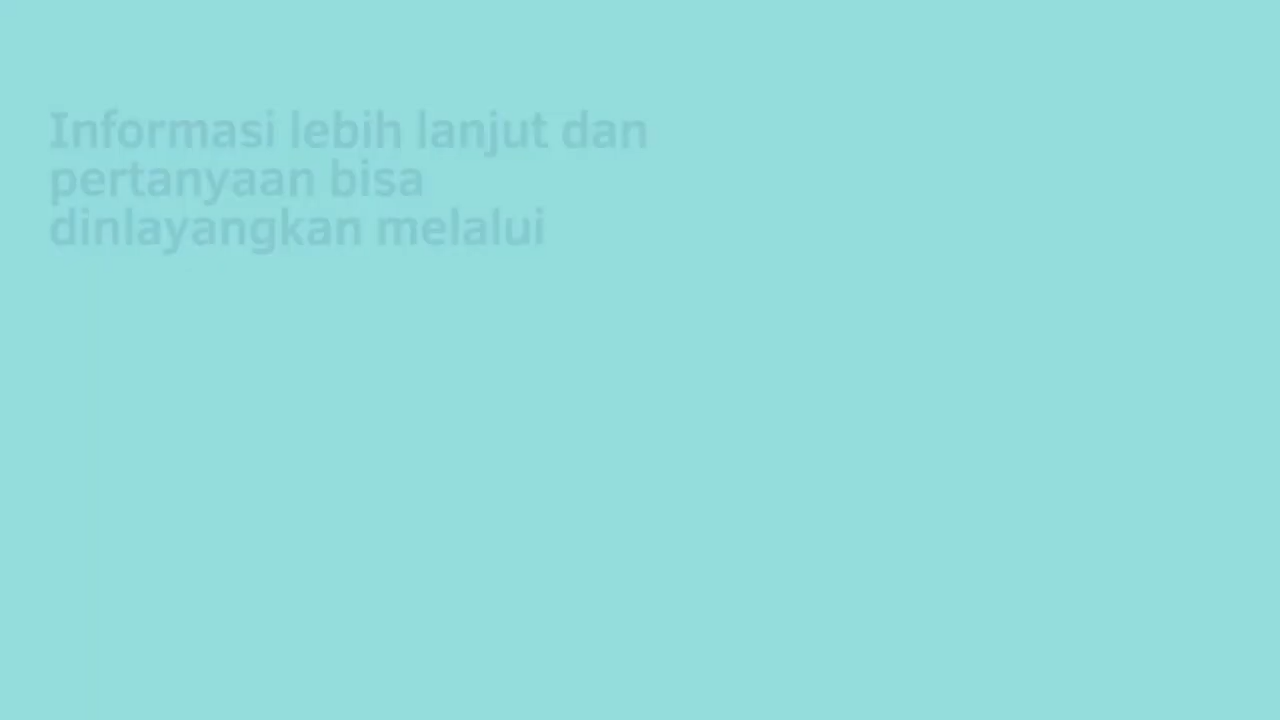 Informasi lebih lanjut dan
pertanyaan bisa
dinlayangkan melalui